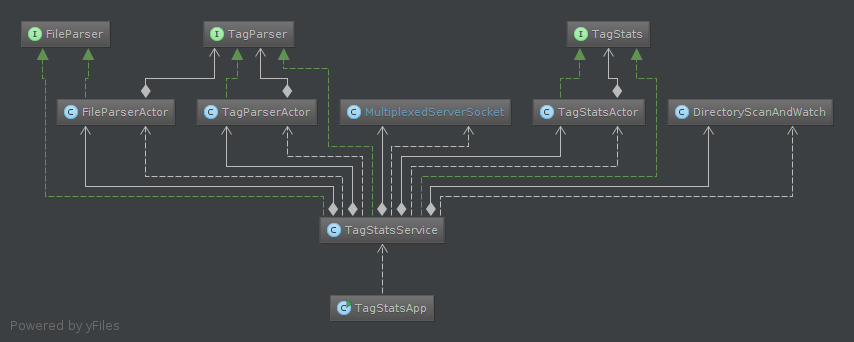 I FileParser
I TagParser
I TagStats
C FileParserActor
C TagParserActor
C MultiplexedServerSocket
C TagStatsActor
C DirectoryScanAndWatch
C TagStatsService
C TagStatsApp
Powered by yFiles